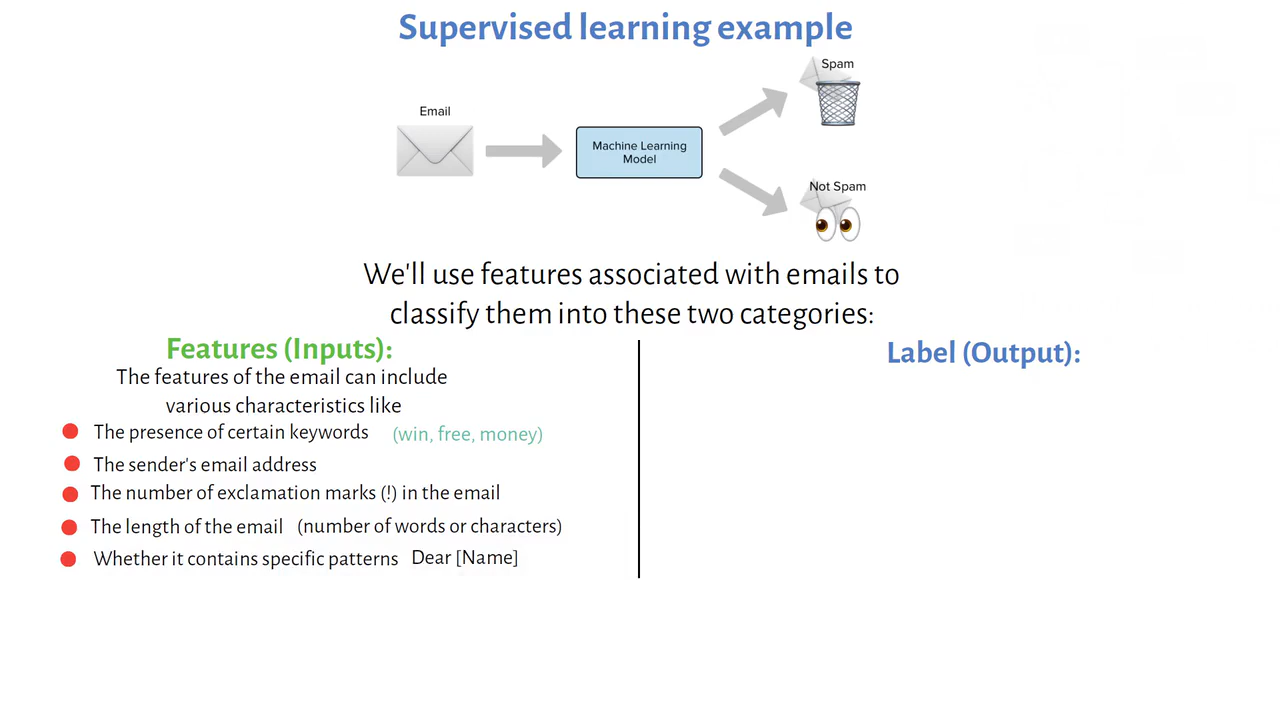 Supervised learning example
Spam
Email
Machine Learning
Model
Not Spam
We'll use features associated with emails to
classify them into these two categories:
Features (Inputs):
The features of the email can include
various characteristics like
The presence of certain keywords (win, free, money)
The sender's email address
The number of exclamation marks (!) in the email
The length of the email (number of words or characters)
Whether it contains specific patterns Dear [Name]
Label (Output):